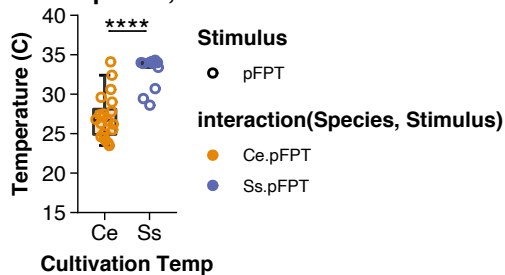 40
****
35
30
25
20
15
Temperature (C)
Ce Ss
Cultivation Temp
Stimulus
pFPT
interaction(Species, Stimulus)
Ce.pFPT
Ss.pFPT